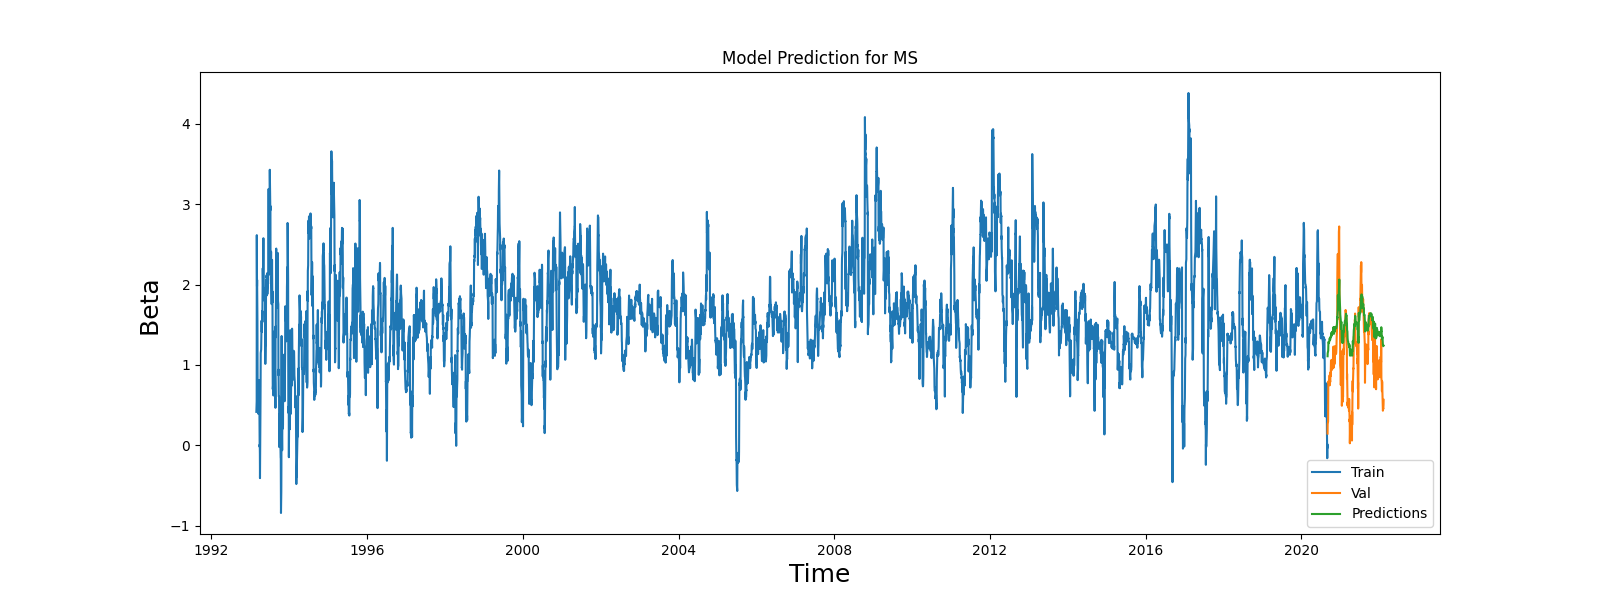 Model Prediction for MS
Beta
4
3
2
1
0
−1
1992 1996 2000 2004 2008 2012 2016 2020
Time
Train
Val
Predictions